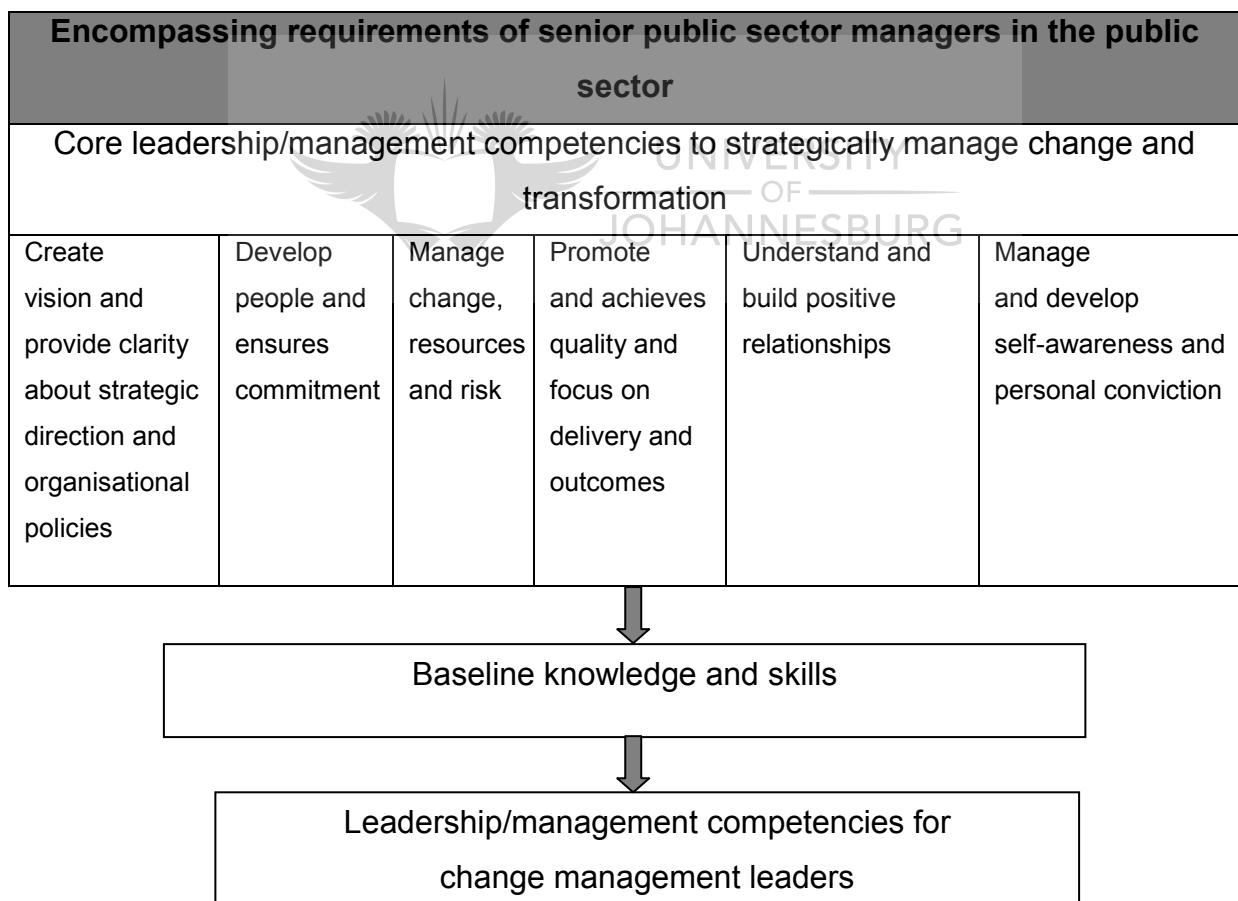 Encompassing requirements of senior public sector managers in the public
sector
Core leadership/management competencies to strategically manage change and
transformation
UNIVERSITY
OF
JOHANNESBURG
Create
vision and
provide clarity
about strategic
direction and
organisational
policies
Develop
people and
ensures
commitment
Manage
change,
resources
and risk
Promote
and achieves
quality and
focus on
delivery and
outcomes
Understand and
build positive
relationships
Manage
and develop
self-awareness and
personal conviction
Baseline knowledge and skills
Leadership/management competencies for
change management leaders